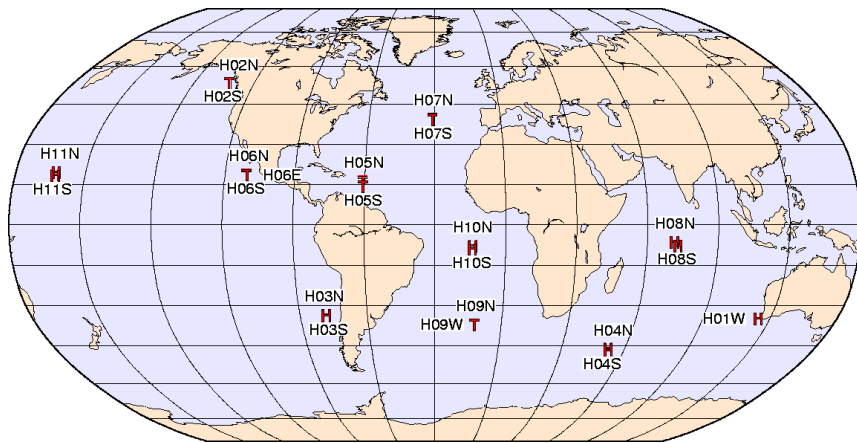 H02N
T
H02S
H07N
T
H07S
H11N
H
H11S
H06N
H06E
T
H06S
H05N
T
H05S
H10N
H
H10S
H08N
H
H
H08S
H03N
H
H03S
H09N
H09W
T
H01W
H
H04N
H
H04S